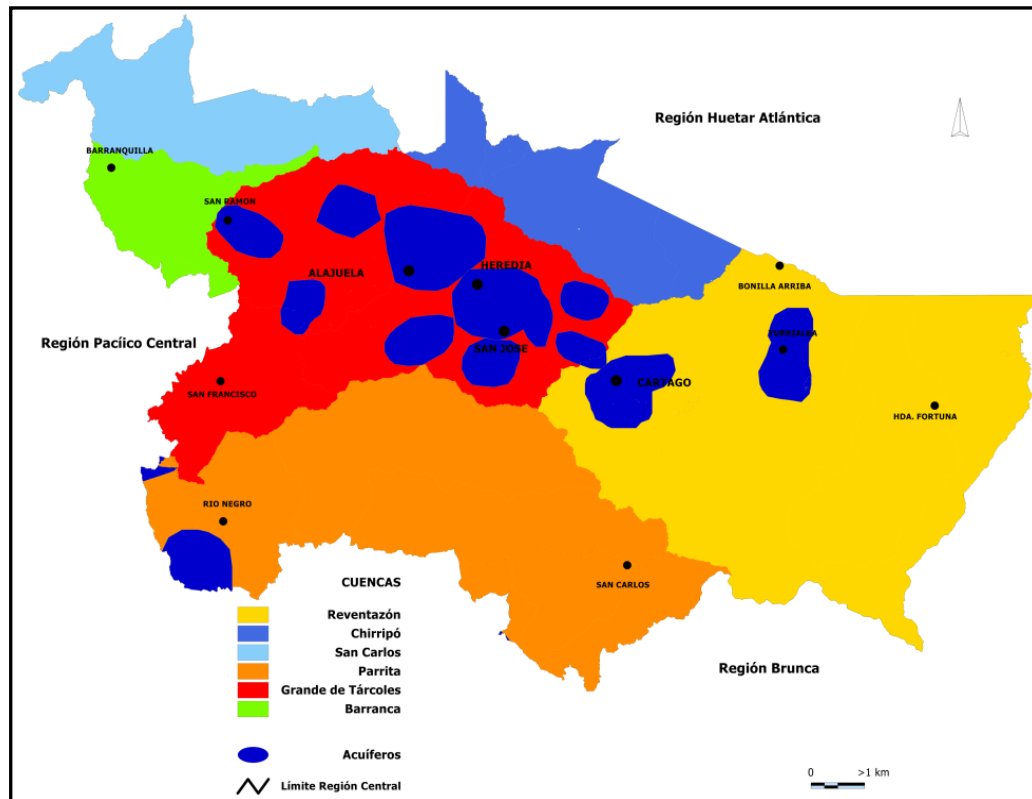 Región Huetar Atlántica
BARRANQUILLA
SAN RAMON
ALAJUELA
HEREDIA
BONILLA ARRIBA
Región Pacíico Central
SAN JOSE
TURRIALBA
SAN FRANCISCO
CARTAGO
HDA. FORTUNA
RIO NEGRO
SAN CARLOS
Región Brunca
CUENCAS
Reventazón
Chirripó
San Carlos
Parrita
Grande de Tárcoles
Barranca
Acuíferos
Límite Región Central
0 >1 km